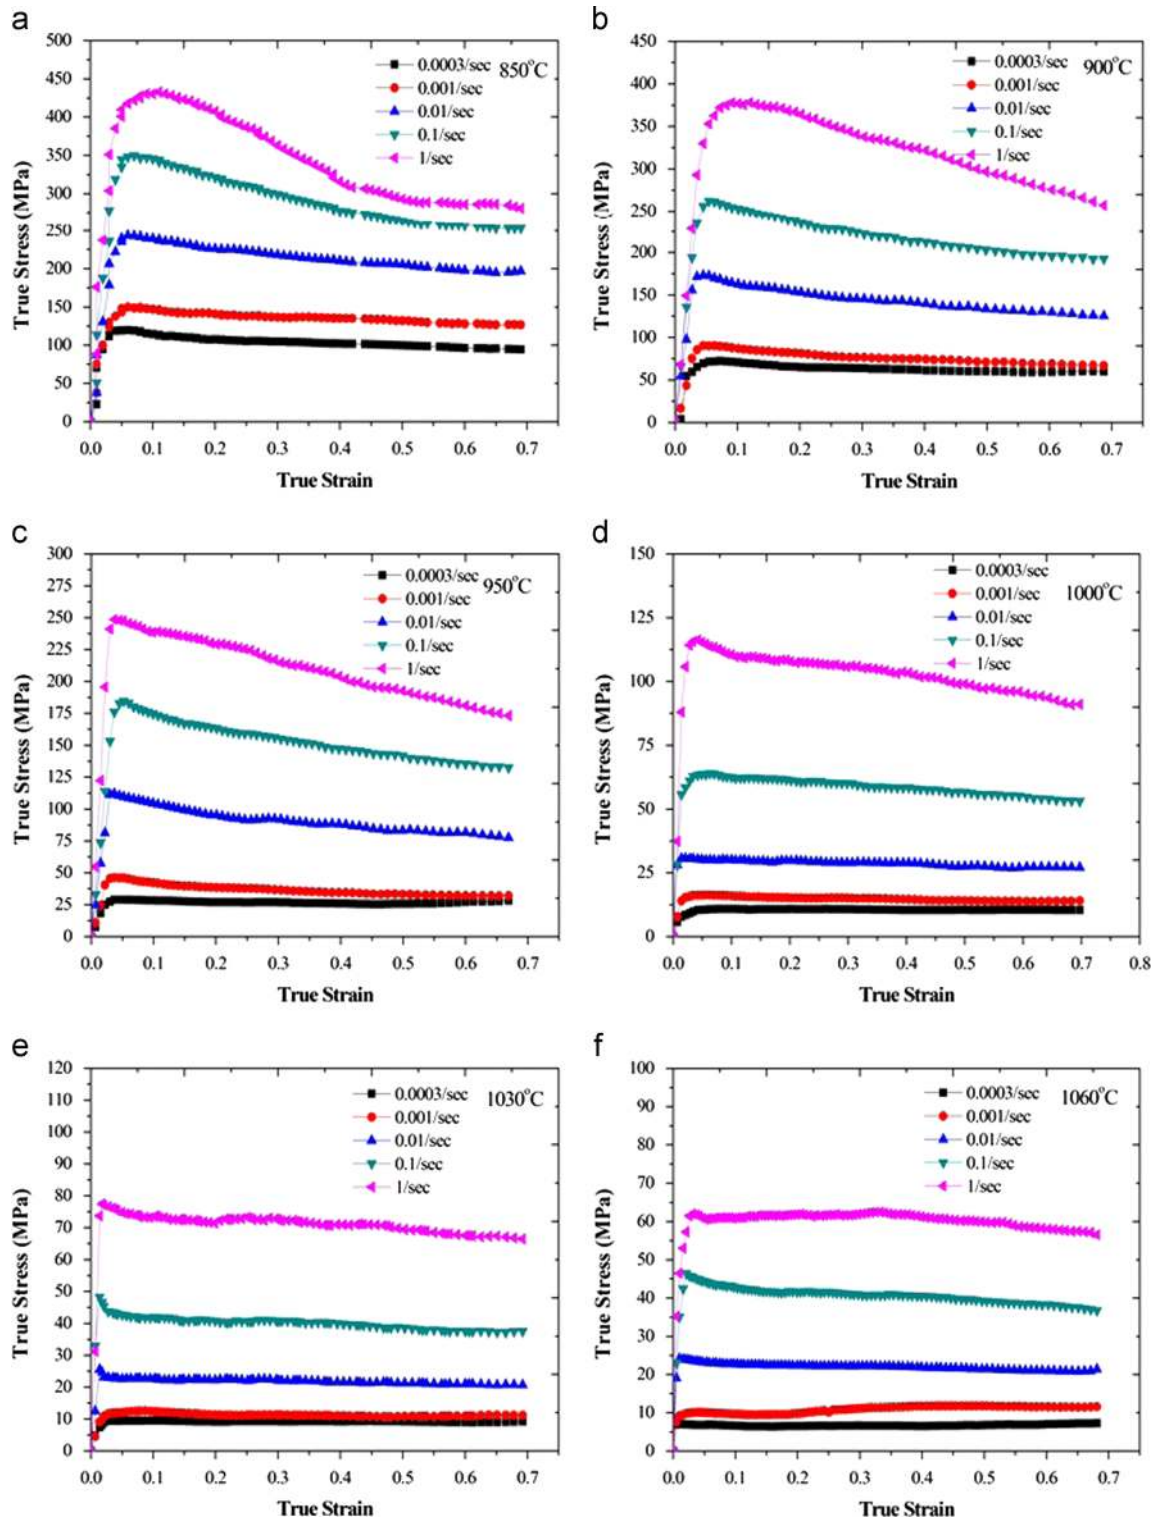 a
500
450
400
350
300
250
200
150
100
50
0
True Stress (MPa)
0.0 0.1 0.2 0.3 0.4 0.5 0.6 0.7
True Strain
0.0003/sec
0.001/sec
0.01/sec
0.1/sec
1/sec
850°C
b
450
400
350
300
250
200
150
100
50
0
True Stress (MPa)
0.0 0.1 0.2 0.3 0.4 0.5 0.6 0.7
True Strain
0.0003/sec
0.001/sec
0.01/sec
0.1/sec
1/sec
900°C
c
300
275
250
225
200
175
150
125
100
75
50
25
0
True Stress (MPa)
0.0 0.1 0.2 0.3 0.4 0.5 0.6 0.7
True Strain
0.0003/sec
0.001/sec
0.01/sec
0.1/sec
1/sec
950°C
d
150
125
100
75
50
25
0
True Stress (MPa)
0.0 0.1 0.2 0.3 0.4 0.5 0.6 0.7 0.8
True Strain
0.0003/sec
0.001/sec
0.01/sec
0.1/sec
1/sec
1000°C
e
120
110
100
90
80
70
60
50
40
30
20
10
0
True Stress (MPa)
0.0 0.1 0.2 0.3 0.4 0.5 0.6 0.7
True Strain
0.0003/sec
0.001/sec
0.01/sec
0.1/sec
1/sec
1030°C
f
100
90
80
70
60
50
40
30
20
10
0
True Stress (MPa)
0.0 0.1 0.2 0.3 0.4 0.5 0.6 0.7
True Strain
0.0003/sec
0.001/sec
0.01/sec
0.1/sec
1/sec
1060°C